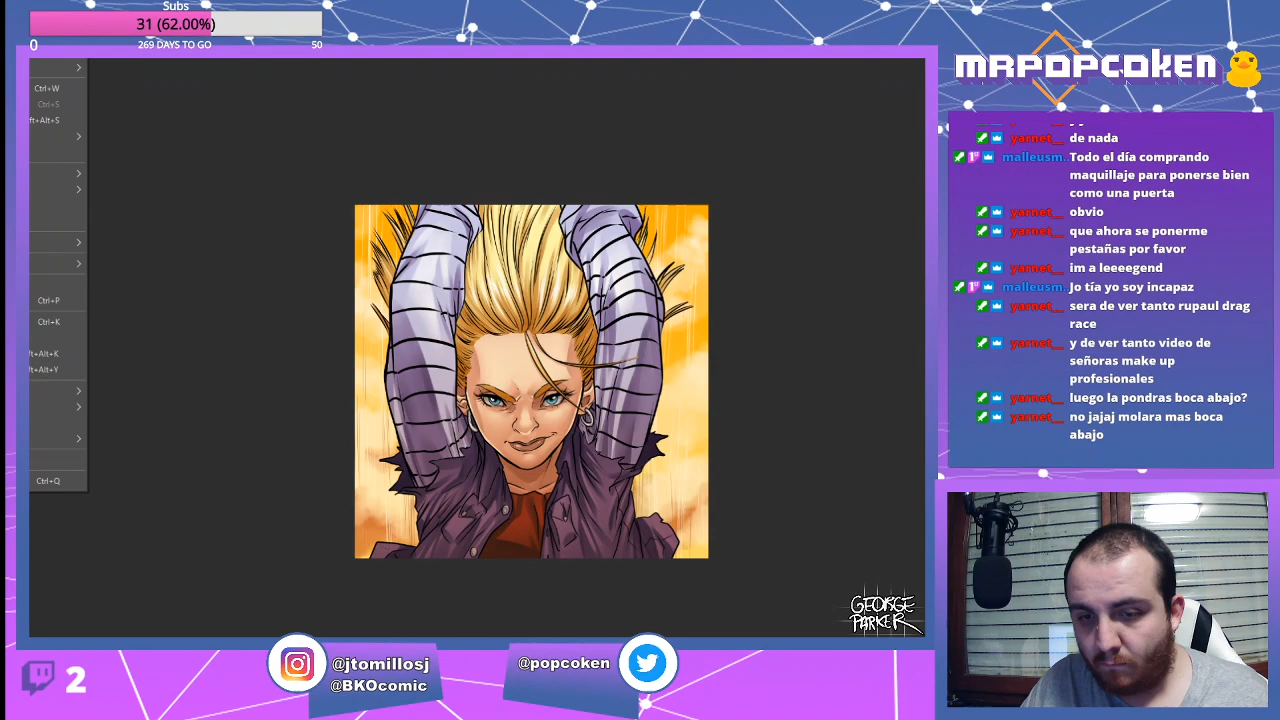 Subs
31 (62.00%)
0
269 DAYS TO GO
50
MRPOPCOKEN
Ctrl+W
Ctrl+S
ft+Alt+S
Ctrl+P
Ctrl+K
ft+Alt+K
ft+Alt+Y
Ctrl+Q
yarnet__ de nada
malleusm.. Todo el día comprando
maquillaje para ponerse bien
como una puerta
yarnet__ obvio
yarnet__ que ahora se ponerme
pestañas por favor
yarnet__ im a leeeegend
malleusm.. Jo tía yo soy incapaz
yarnet__ sera de ver tanto rupaul drag
race
yarnet__ y de ver tanto video de
señoras make up
profesionales
yarnet__ luego la pondras boca abajo?
yarnet__ no jajaj molara mas boca
abajo
GEORGE
PARKER
2
@jtomillosj
@BKOcomic
@popcoken